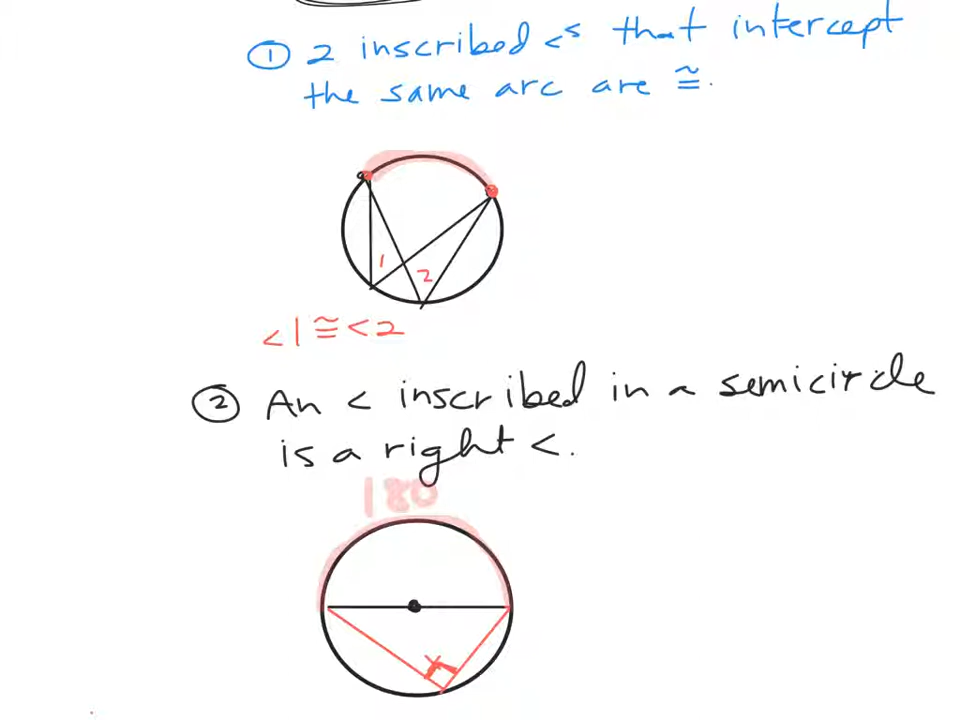 ① 2 inscribed <s that intercept
the same arc are ≅.
1
2
<1 ≅ <2
② An < inscribed in a semicircle
is a right <.
180
x